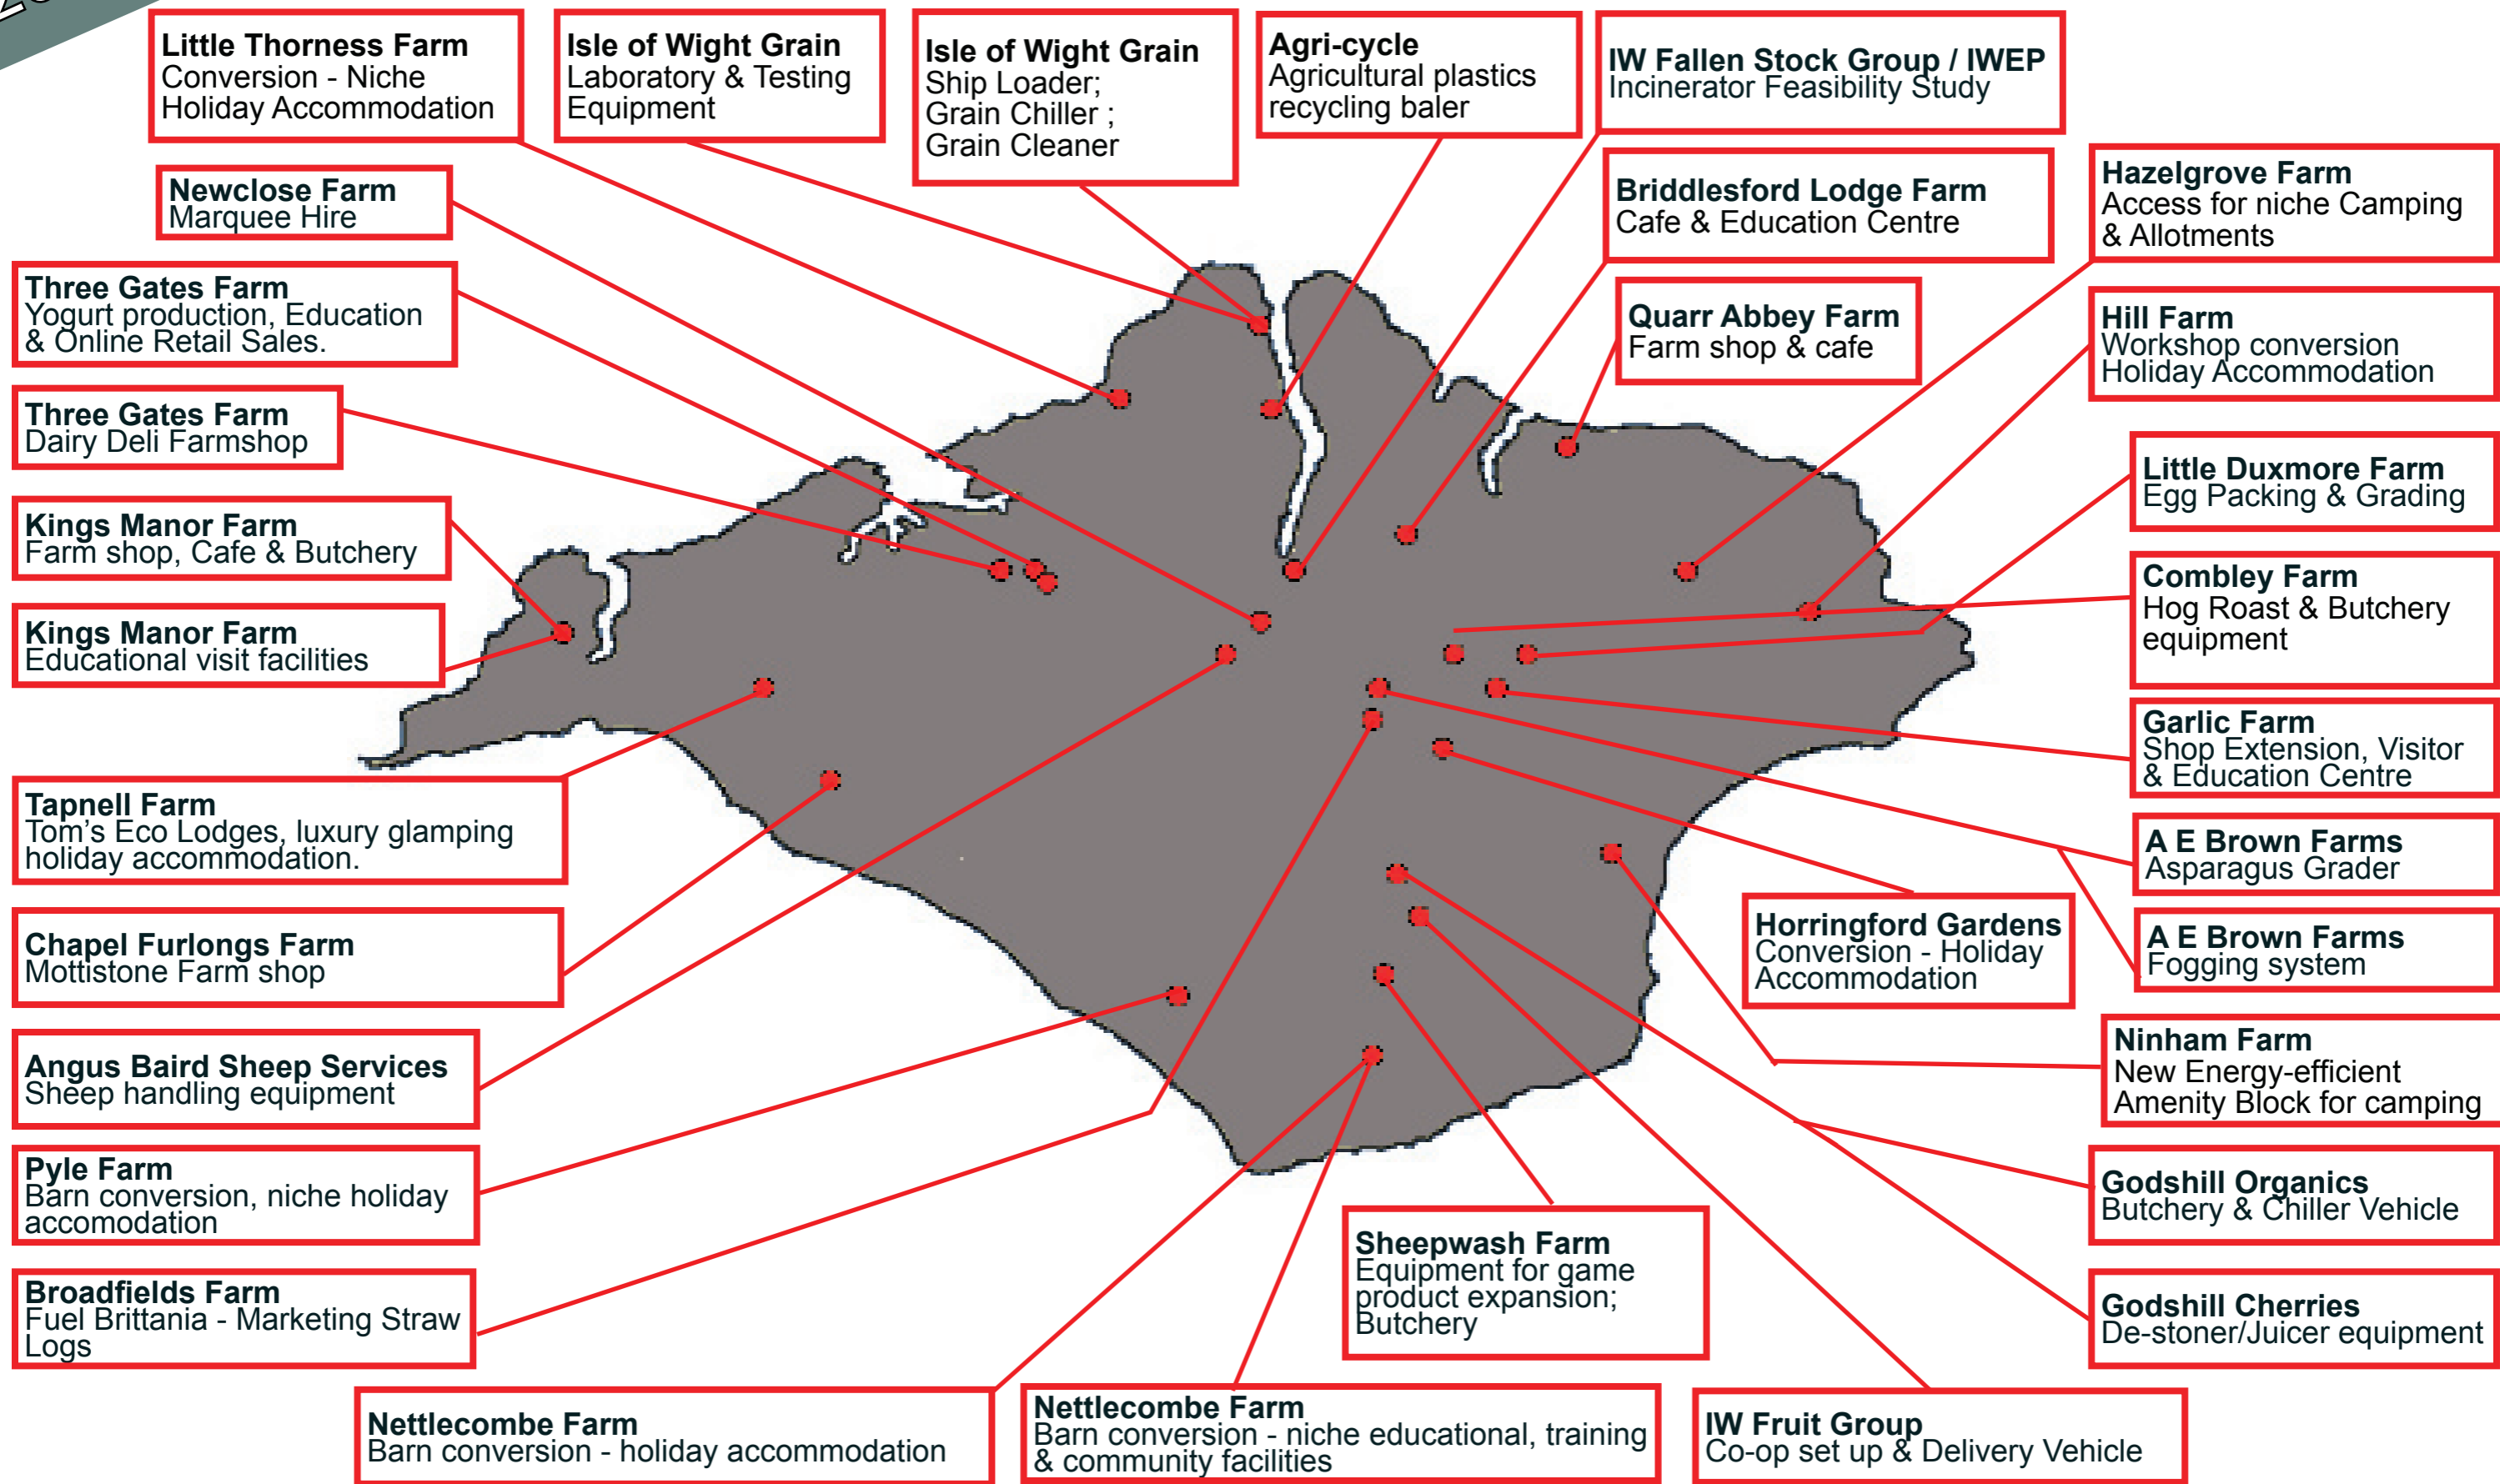 Little Thorness Farm
Conversion - Niche
Holiday Accommodation
Isle of Wight Grain
Laboratory & Testing
Equipment
Isle of Wight Grain
Ship Loader;
Grain Chiller ;
Grain Cleaner
Agri-cycle
Agricultural plastics
recycling baler
IW Fallen Stock Group / IWEP
Incinerator Feasibility Study
Newclose Farm
Marquee Hire
Briddlesford Lodge Farm
Cafe & Education Centre
Hazelgrove Farm
Access for niche Camping
& Allotments
Three Gates Farm
Yogurt production, Education
& Online Retail Sales.
Quarr Abbey Farm
Farm shop & cafe
Hill Farm
Workshop conversion
Holiday Accommodation
Three Gates Farm
Dairy Deli Farmshop
Little Duxmore Farm
Egg Packing & Grading
Kings Manor Farm
Farm shop, Cafe & Butchery
Combley Farm
Hog Roast & Butchery
equipment
Kings Manor Farm
Educational visit facilities
Garlic Farm
Shop Extension, Visitor
& Education Centre
Tapnell Farm
Tom's Eco Lodges, luxury glamping
holiday accommodation.
A E Brown Farms
Asparagus Grader
Chapel Furlongs Farm
Mottistone Farm shop
Horringford Gardens
Conversion - Holiday
Accommodation
A E Brown Farms
Fogging system
Angus Baird Sheep Services
Sheep handling equipment
Ninham Farm
New Energy-efficient
Amenity Block for camping
Pyle Farm
Barn conversion, niche holiday
accomodation
Godshill Organics
Butchery & Chiller Vehicle
Sheepwash Farm
Equipment for game
product expansion;
Butchery
Broadfields Farm
Fuel Brittania - Marketing Straw
Logs
Godshill Cherries
De-stoner/Juicer equipment
Nettlecombe Farm
Barn conversion - holiday accommodation
Nettlecombe Farm
Barn conversion - niche educational, training
& community facilities
IW Fruit Group
Co-op set up & Delivery Vehicle